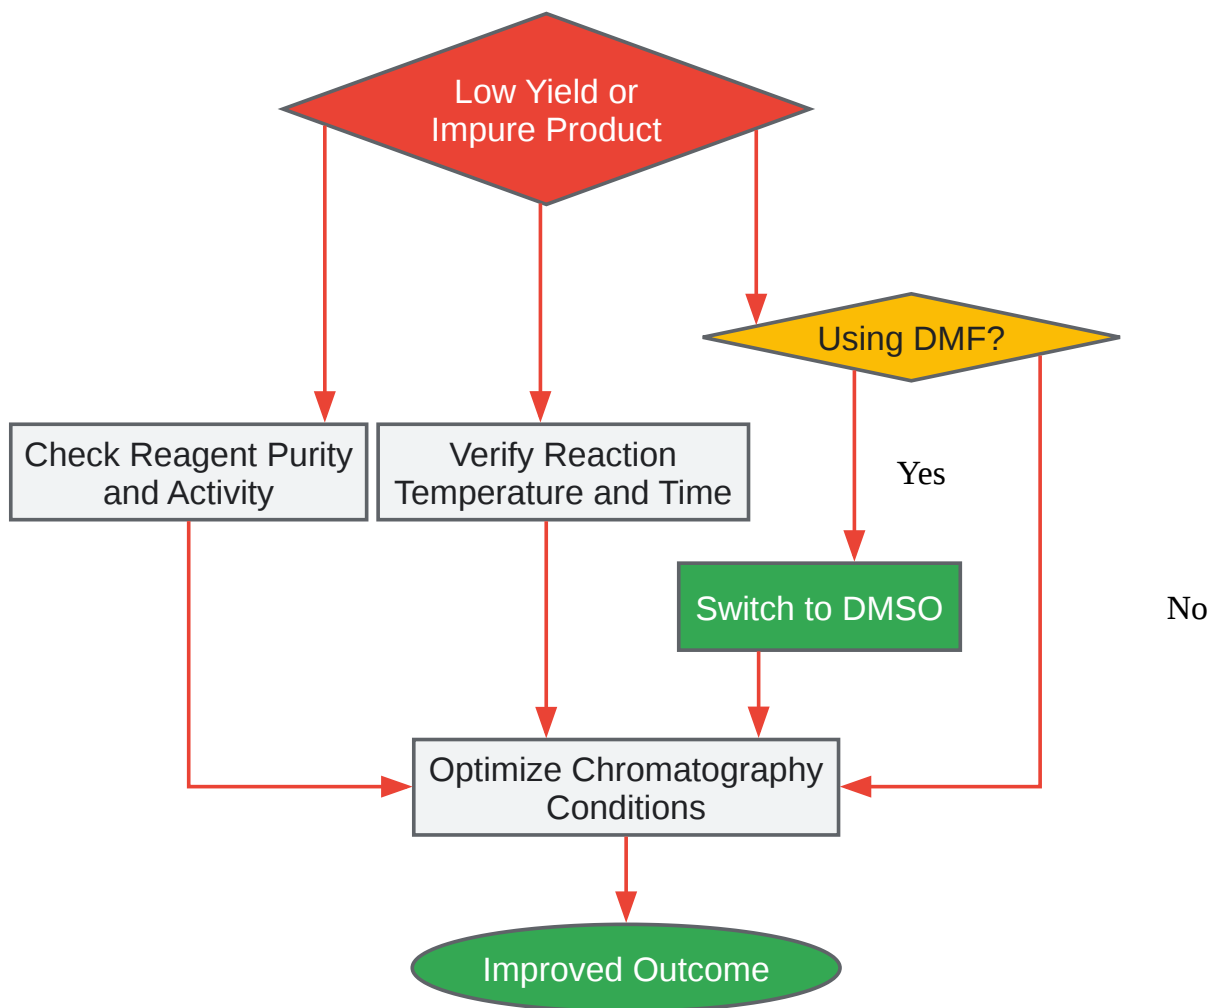 Low Yield or
Impure Product
Using DMF?
Check Reagent Purity
and Activity
Verify Reaction
Temperature and Time
Yes
Switch to DMSO
No
Optimize Chromatography
Conditions
Improved Outcome